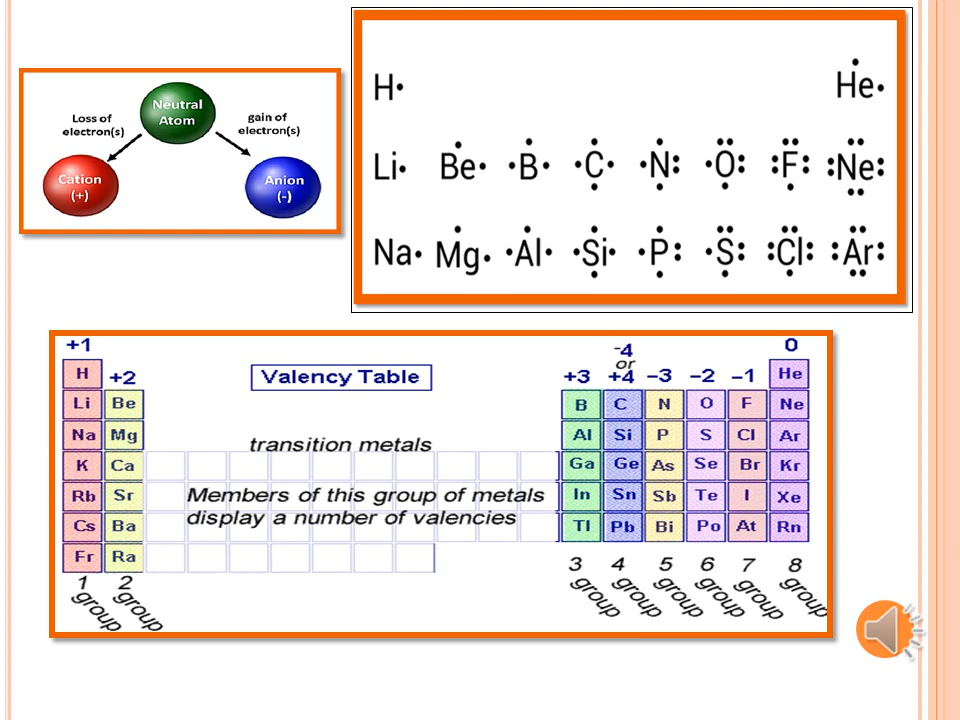 Neutral
Atom
Loss of
electron(s)
gain of
electron(s)
Cation
(+)
Anion
(-)
H He
Li Be B C N O F Ne
Na Mg Al Si P S Cl Ar
+1
+2
Valency Table
+3
-4
or
+4
–3
–2
–1
0
H He
Li Be B C N O F Ne
Na Mg Al Si P S Cl Ar
transition metals
K Ca Ga Ge As Se Br Kr
Rb Sr In Sn Sb Te I Xe
Members of this group of metals
display a number of valencies
Cs Ba Tl Pb Bi Po At Rn
Fr Ra
1 group
2 group
3 group
4 group
5 group
6 group
7 group
8 group